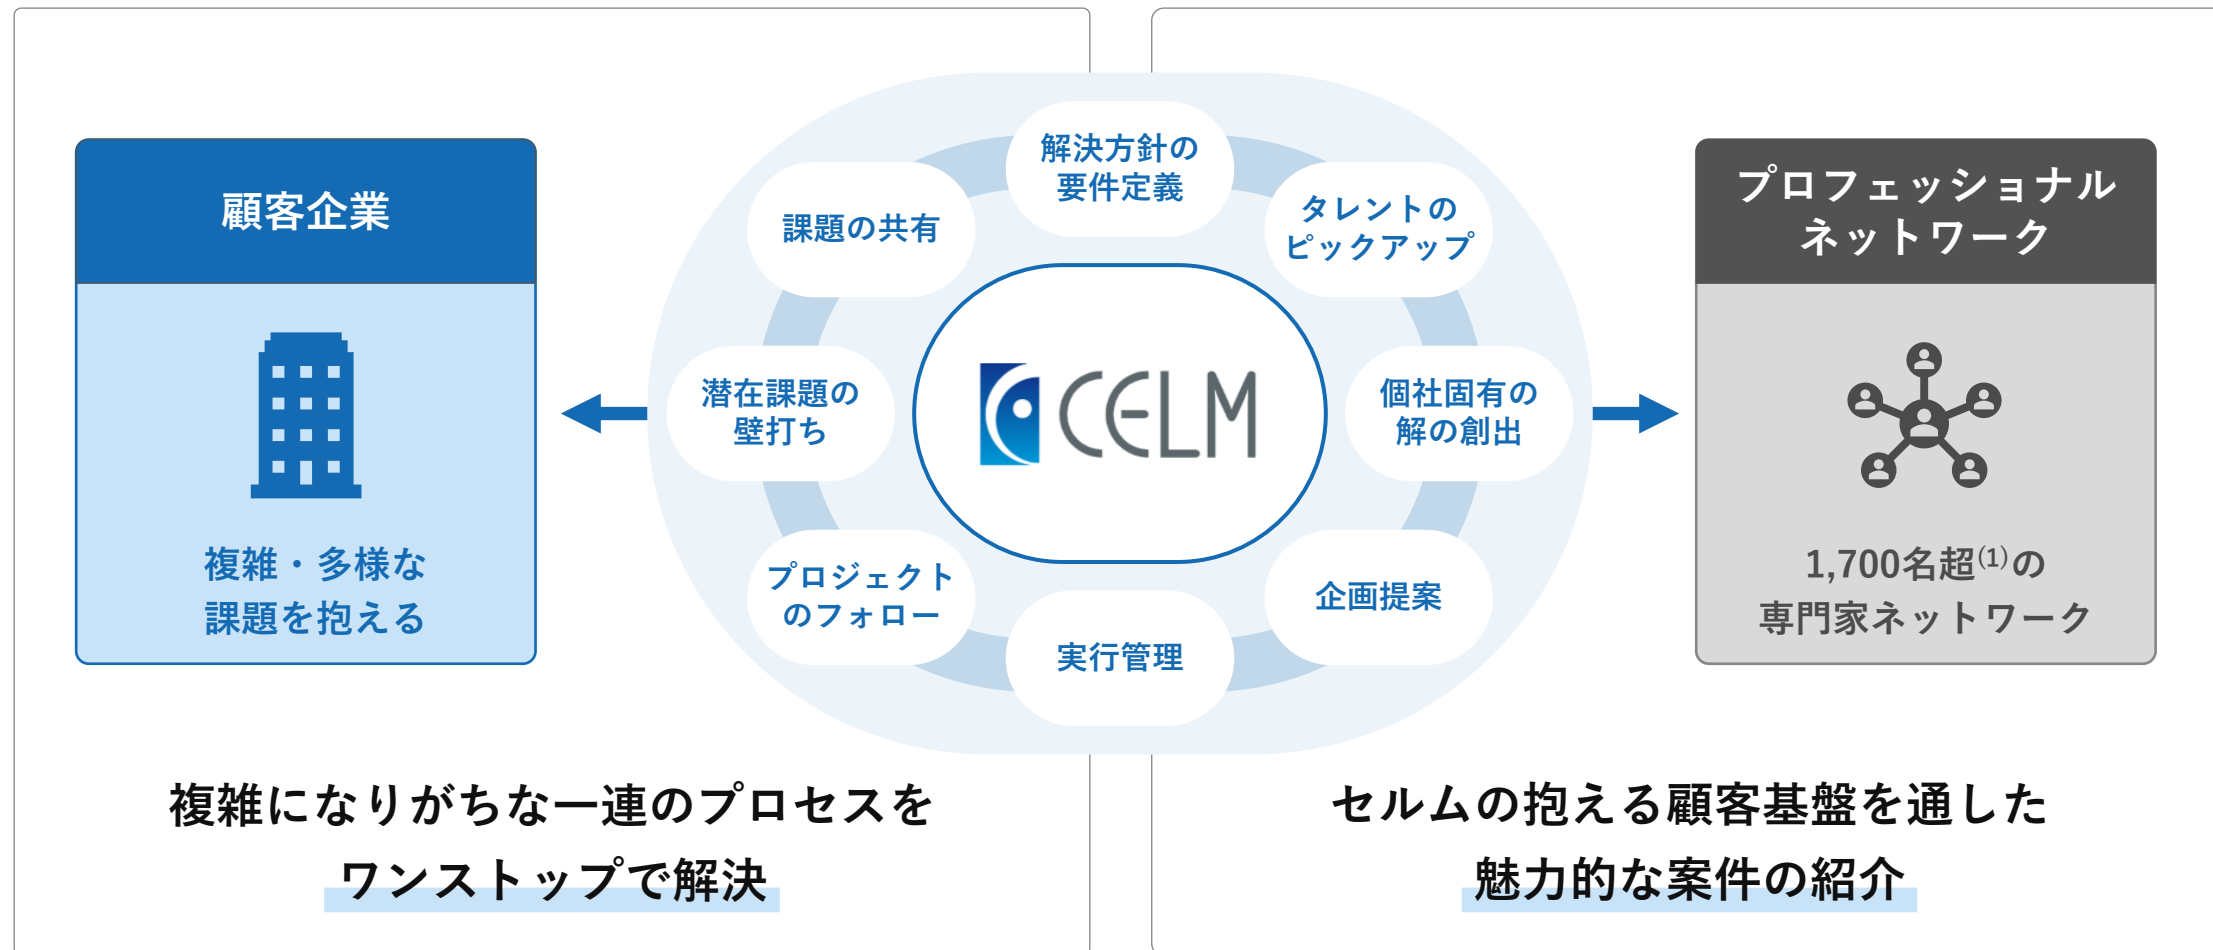 顧客企業
複雑・多様な
課題を抱える
解決方針の
要件定義
課題の共有
タレントの
ピックアップ
潜在課題の
壁打ち
CELM
個社固有の
解の創出
プロジェクト
のフォロー
企画提案
実行管理
プロフェッショナル
ネットワーク
1,700名超(1)の
専門家ネットワーク
複雑になりがちな一連のプロセスを
ワンストップで解決
セルムの抱える顧客基盤を通した
魅力的な案件の紹介